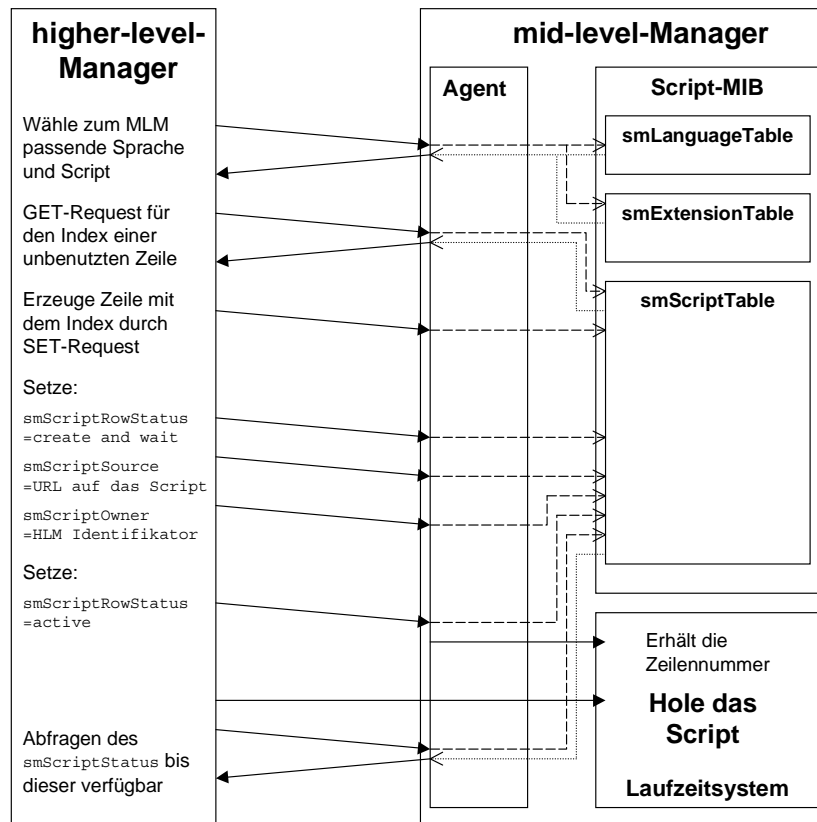 higher-level-
Manager
Wähle zum MLM
passende Sprache
und Script
GET-Request für
den Index einer
unbenutzten Zeile
Erzeuge Zeile mit
dem Index durch
SET-Request
Setze:
smScriptRowStatus
=create and wait
smScriptSource
=URL auf das Script
smScriptOwner
=HLM Identifikator
Setze:
smScriptRowStatus
=active
Abfragen des
smScriptStatus bis
dieser verfügbar
mid-level-Manager
Agent
Script-MIB
smLanguageTable
smExtensionTable
smScriptTable
Erhält die
Zeilennummer
Hole das
Script
Laufzeitsystem